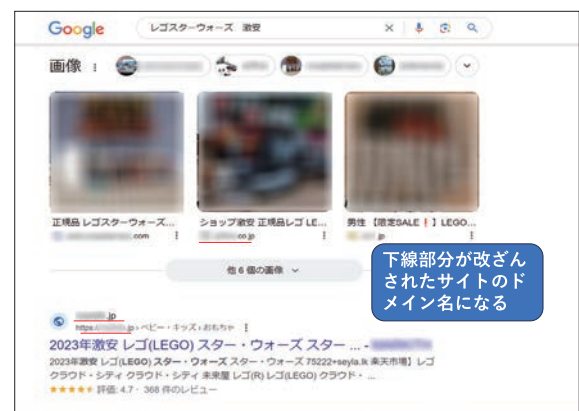 Google
レゴスターウォーズ 激安
画像
正規品 レゴスターウォーズ...
ショップ激安 正規品レゴ LE...
男性 【限定SALE！】LEGO...
.com
.co.jp
.jp
他 6 個の画像
下線部分が改ざん
されたサイトのド
メイン名になる
.jp
https:// .jp › ベビー・キッズ › おもちゃ
2023年激安 レゴ(LEGO) スター・ウォーズ スター ... -
2023年激安 レゴ(LEGO) スター・ウォーズ スター・ウォーズ 75222+seyla.lk 楽天市場】レゴ
クラウド・シティ クラウド・シティ 未来屋 レゴ(R) レゴ(LEGO) クラウド・ ...
★★★★★ 評価: 4.7 · 368 件のレビュー